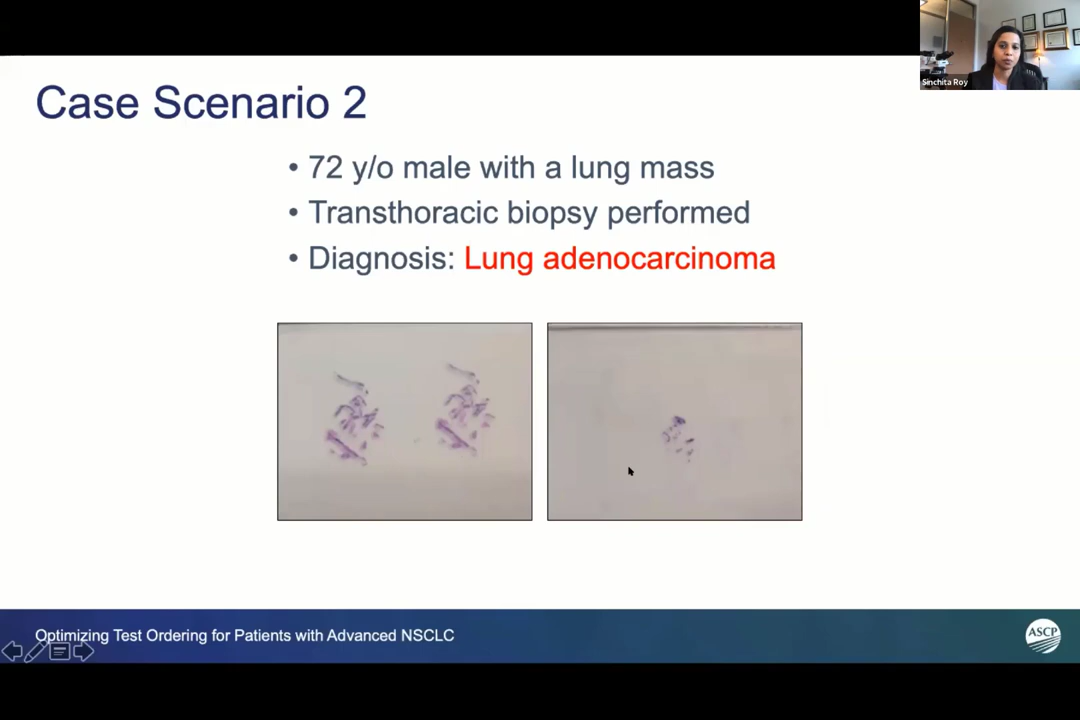 Sinchita Roy
Case Scenario 2
• 72 y/o male with a lung mass
• Transthoracic biopsy performed
• Diagnosis: Lung adenocarcinoma
Optimizing Test Ordering for Patients with Advanced NSCLC
ASCP